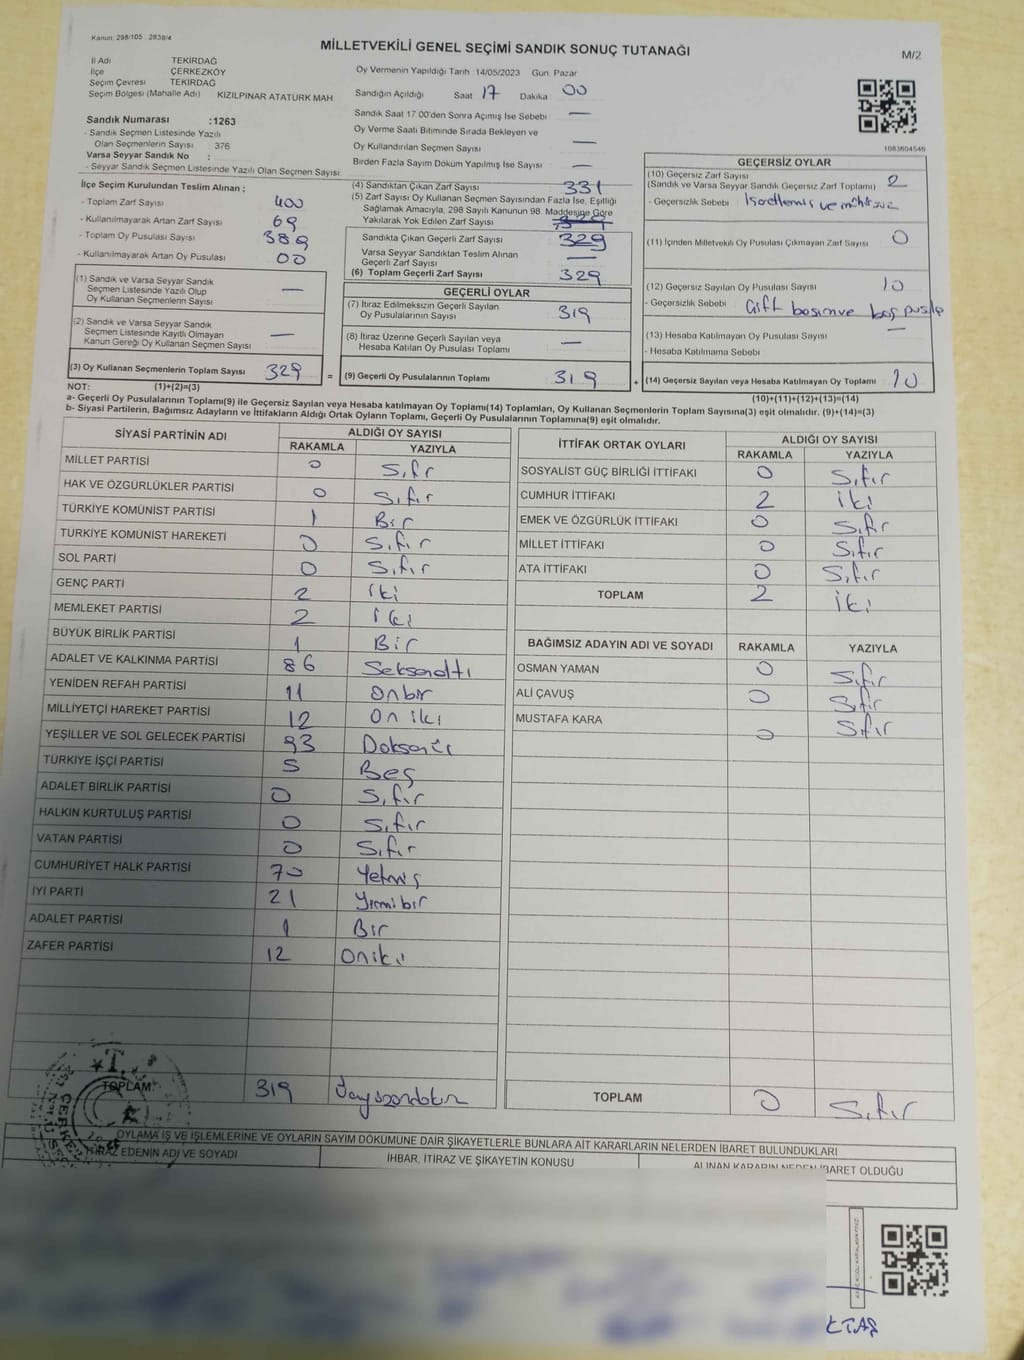 Kanun: 298/105 2839/4
MİLLETVEKİLİ GENEL SEÇİMİ SANDIK SONUÇ TUTANAĞI
M/2
İl Adı TEKİRDAĞ
İlçe ÇERKEZKÖY
Seçim Çevresi TEKİRDAĞ
Seçim Bölgesi (Mahalle Adı) KIZILPINAR ATATÜRK MAH
Sandık Numarası :1263
- Sandık Seçmen Listesinde Yazılı
Olan Seçmenlerin Sayısı : 376
Varsa Seyyar Sandık No :
- Seyyar Sandık Seçmen Listesinde Yazılı Olan Seçmen Sayısı :
Oy Vermenin Yapıldığı Tarih 14/05/2023 Gün: Pazar
Sandığın Açıldığı Saat 17 Dakika 00
Sandık Saat 17.00'den Sonra Açımış İse Sebebi —
Oy Verme Saati Bitiminde Sırada Bekleyen ve
Oy Kullandırılan Seçmen Sayısı —
Birden Fazla Sayım Döküm Yapılmış İse Sayısı —
1083604546
İlçe Seçim Kurulundan Teslim Alınan ;
- Toplam Zarf Sayısı 400
- Kullanılmayarak Artan Zarf Sayısı 69
- Toplam Oy Pusulası Sayısı 389
- Kullanılmayarak Artan Oy Pusulası 00
(1) Sandık ve Varsa Seyyar Sandık
Seçmen Listesinde Yazılı Olup
Oy Kullanan Seçmenlerin Sayısı —
(2) Sandık ve Varsa Seyyar Sandık
Seçmen Listesinde Kayıtlı Olmayan
Kanun Gereği Oy Kullanan Seçmen Sayısı —
(3) Oy Kullanan Seçmenlerin Toplam Sayısı 329 =
(4) Sandıktan Çıkan Zarf Sayısı 331
(5) Zarf Sayısı Oy Kullanan Seçmen Sayısından Fazla İse, Eşitliği
Sağlamak Amacıyla, 298 Sayılı Kanunun 98. Maddesine Göre
Yakılarak Yok Edilen Zarf Sayısı
Sandıkta Çıkan Geçerli Zarf Sayısı 329
Varsa Seyyar Sandıktan Teslim Alınan
Geçerli Zarf Sayısı —
(6) Toplam Geçerli Zarf Sayısı 329
GEÇERLİ OYLAR
(7) İtiraz Edilmeksizin Geçerli Sayılan
Oy Pusulalarının Sayısı 319
(8) İtiraz Üzerine Geçerli Sayılan veya
Hesaba Katılan Oy Pusulası Toplamı —
(9) Geçerli Oy Pusulalarının Toplamı 319 +
GEÇERSİZ OYLAR
(10) Geçersiz Zarf Sayısı
(Sandık ve Varsa Seyyar Sandık Geçersiz Zarf Toplamı) 2
- Geçersizlik Sebebi İşaretlemiş ve mühürsüz
(11) İçinden Milletvekili Oy Pusulası Çıkmayan Zarf Sayısı 0
(12) Geçersiz Sayılan Oy Pusulası Sayısı 10
- Geçersizlik Sebebi Çift basım ve boş pusula
(13) Hesaba Katılmayan Oy Pusulası Sayısı —
- Hesaba Katılmama Sebebi
(14) Geçersiz Sayılan veya Hesaba Katılmayan Oy Toplamı 10
NOT: (1)+(2)=(3) (10)+(11)+(12)+(13)=(14)
a- Geçerli Oy Pusulalarının Toplamı(9) ile Geçersiz Sayılan veya Hesaba katılmayan Oy Toplamı(14) Toplamları, Oy Kullanan Seçmenlerin Toplam Sayısına(3) eşit olmalıdır. (9)+(14)=(3)
b- Siyasi Partilerin, Bağımsız Adayların ve İttifakların Aldığı Ortak Oyların Toplamı, Geçerli Oy Pusulalarının Toplamına(9) eşit olmalıdır.
SİYASİ PARTİNİN ADI ALDIĞI OY SAYISI
RAKAMLA YAZIYLA
MİLLET PARTİSİ 0 Sıfır
HAK VE ÖZGÜRLÜKLER PARTİSİ 0 Sıfır
TÜRKİYE KOMÜNİST PARTİSİ 1 Bir
TÜRKİYE KOMÜNİST HAREKETİ 0 Sıfır
SOL PARTİ 0 Sıfır
GENÇ PARTİ 2 iki
MEMLEKET PARTİSİ 2 iki
BÜYÜK BİRLİK PARTİSİ 1 Bir
ADALET VE KALKINMA PARTİSİ 86 Seksenaltı
YENİDEN REFAH PARTİSİ 11 Onbir
MİLLİYETÇİ HAREKET PARTİSİ 12 On iki
YEŞİLLER VE SOL GELECEK PARTİSİ 93 Doksanüç
TÜRKİYE İŞÇİ PARTİSİ 5 Beş
ADALET BİRLİK PARTİSİ 0 Sıfır
HALKIN KURTULUŞ PARTİSİ 0 Sıfır
VATAN PARTİSİ 0 Sıfır
CUMHURİYET HALK PARTİSİ 70 Yetmiş
İYİ PARTİ 21 Yirmibir
ADALET PARTİSİ 1 Bir
ZAFER PARTİSİ 12 Oniki
TOPLAM 319 Üçyüzondokuz
İTTİFAK ORTAK OYLARI ALDIĞI OY SAYISI
RAKAMLA YAZIYLA
SOSYALİST GÜÇ BİRLİĞİ İTTİFAKI 0 Sıfır
CUMHUR İTTİFAKI 2 iki
EMEK VE ÖZGÜRLÜK İTTİFAKI 0 Sıfır
MİLLET İTTİFAKI 0 Sıfır
ATA İTTİFAKI 0 Sıfır
TOPLAM 2 iki
BAĞIMSIZ ADAYIN ADI VE SOYADI RAKAMLA YAZIYLA
OSMAN YAMAN 0 Sıfır
ALİ ÇAVUŞ 0 Sıfır
MUSTAFA KARA 0 Sıfır
TOPLAM 0 Sıfır
OYLAMA İŞ VE İŞLEMLERİNE VE OYLARIN SAYIM DÖKÜMÜNE DAİR ŞİKAYETLERLE BUNLARA AİT KARARLARIN NELERDEN İBARET BULUNDUKLARI
İTİRAZ EDENİN ADI VE SOYADI İHBAR, İTİRAZ VE ŞİKAYETİN KONUSU ALINAN KARARIN NEDEN İBARET OLDUĞU
KTAŞ